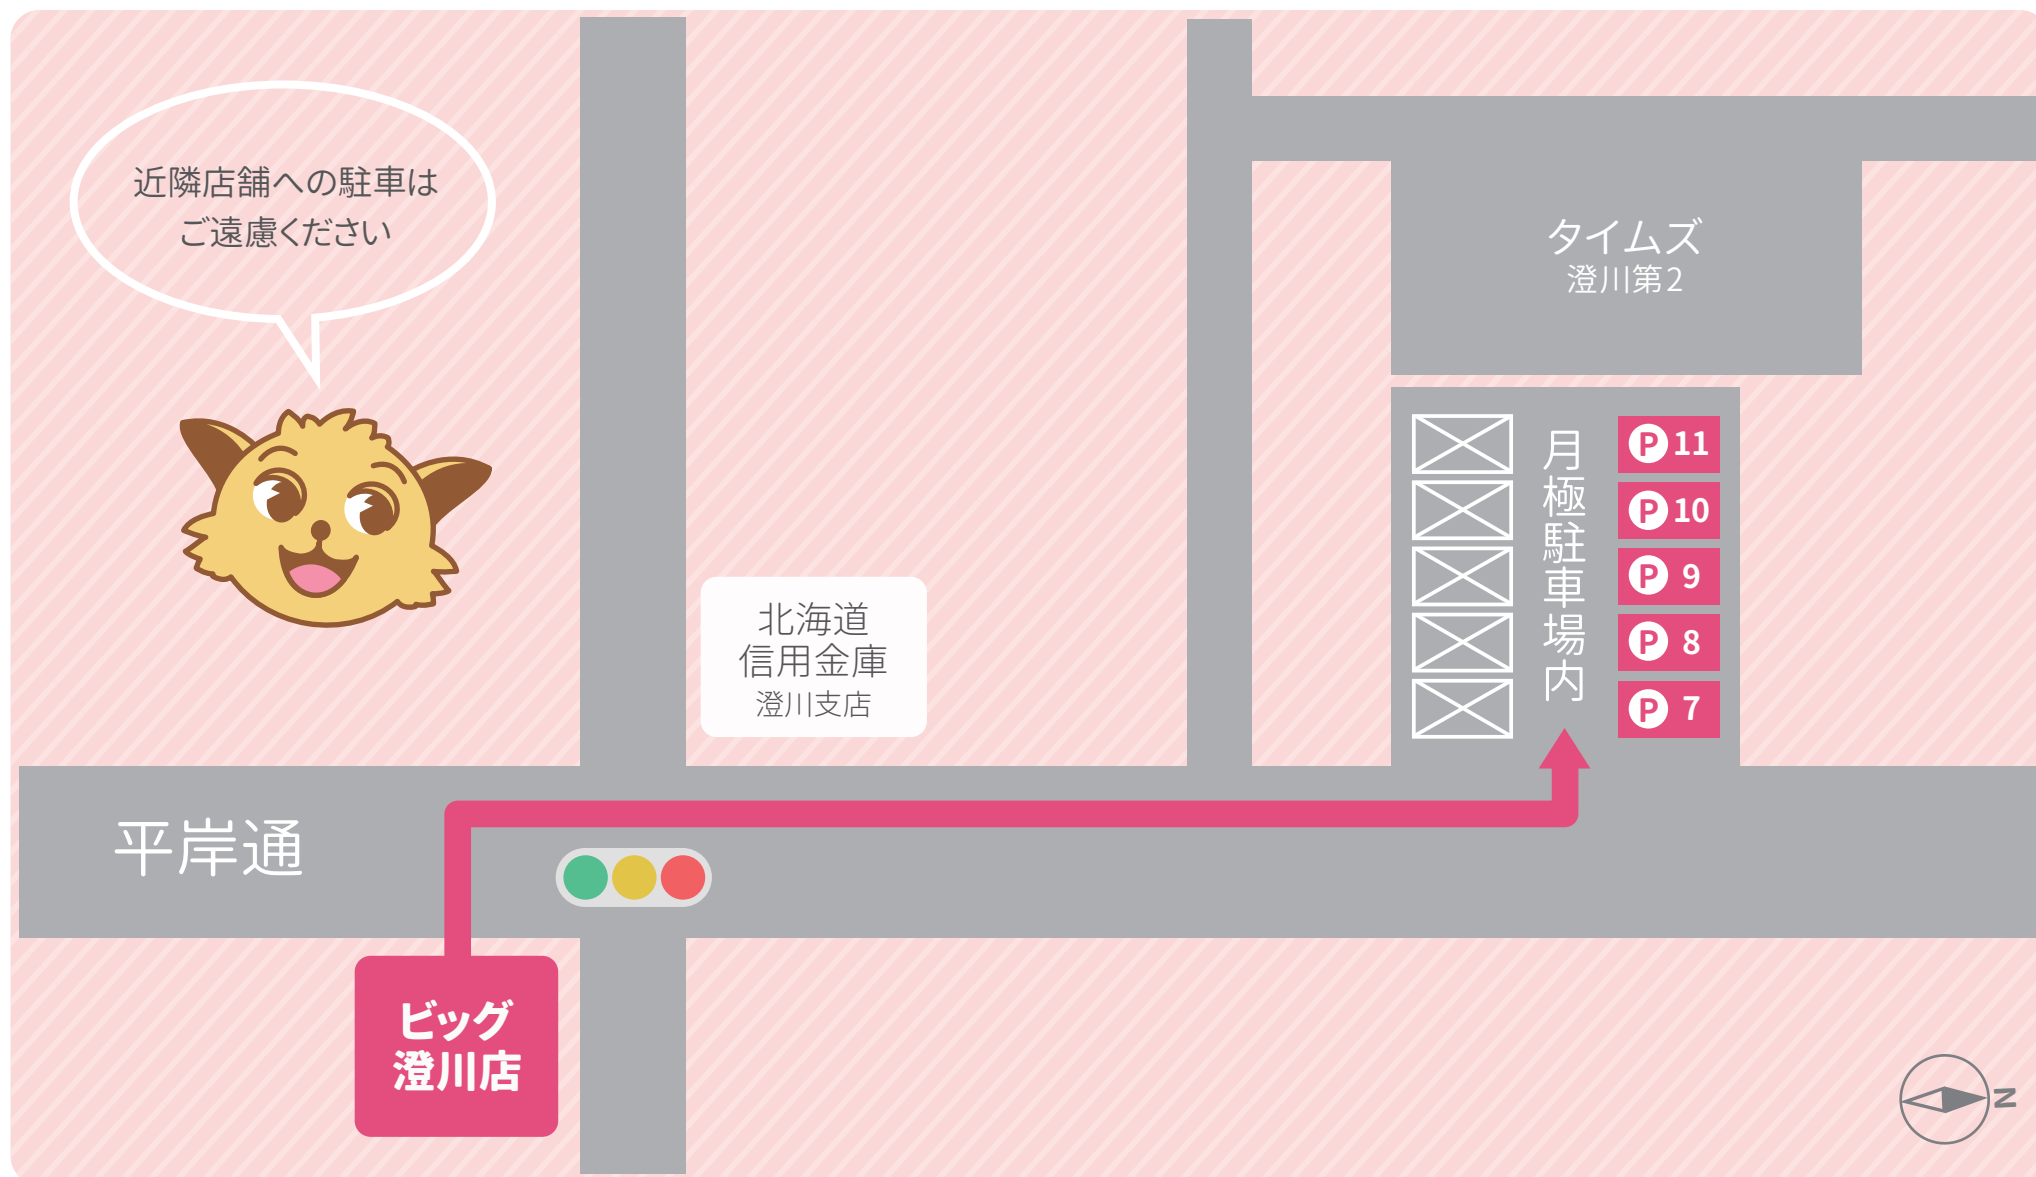 近隣店舗への駐車は
ご遠慮ください
タイムズ
澄川第2
月極駐車場内
P 11
P 10
P 9
P 8
P 7
北海道
信用金庫
澄川支店
平岸通
ビッグ
澄川店
N